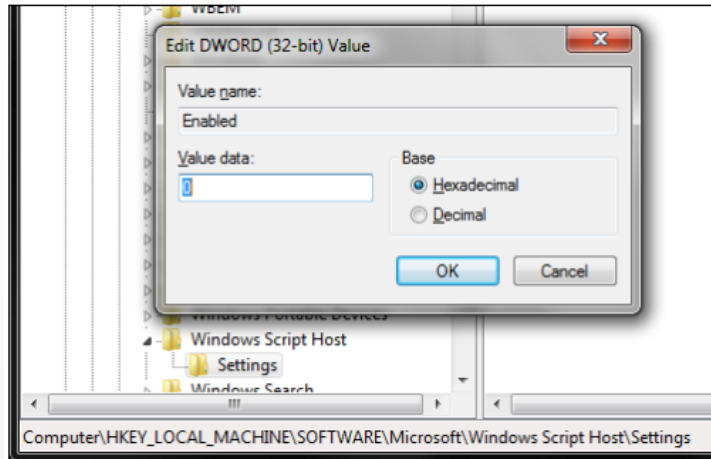 WBEM
Edit DWORD (32-bit) Value
Value name:
Enabled
Value data:
0
Base
Hexadecimal
Decimal
OK
Cancel
Windows Portable Devices
Windows Script Host
Settings
Windows Search
Computer\HKEY_LOCAL_MACHINE\SOFTWARE\Microsoft\Windows Script Host\Settings